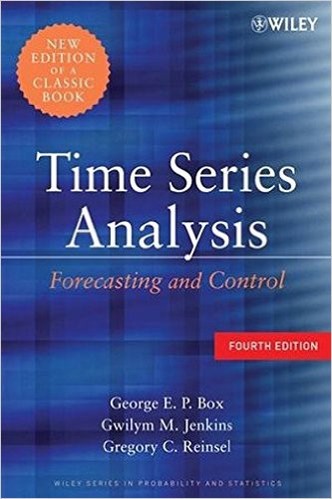 WILEY
NEW
EDITION OF A
CLASSIC
BOOK
Time Series
Analysis
Forecasting and Control
FOURTH EDITION
George E. P. Box
Gwilym M. Jenkins
Gregory C. Reinsel
WILEY SERIES IN PROBABILITY AND STATISTICS